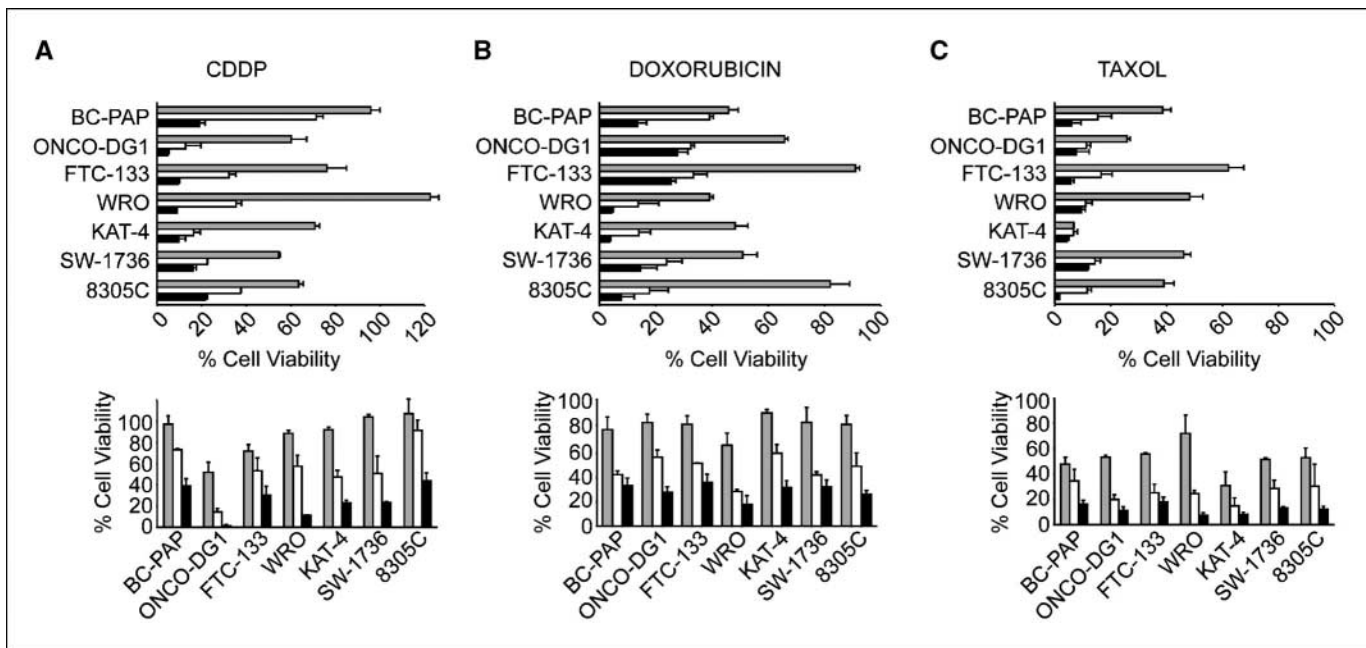 A
CDDP
BC-PAP
ONCO-DG1
FTC-133
WRO
KAT-4
SW-1736
8305C
0 20 40 60 80 100 120
% Cell Viability
% Cell Viability
100
80
60
40
20
0
BC-PAP
ONCO-DG1
FTC-133
WRO
KAT-4
SW-1736
8305C
B
DOXORUBICIN
BC-PAP
ONCO-DG1
FTC-133
WRO
KAT-4
SW-1736
8305C
0 20 40 60 80 100
% Cell Viability
% Cell Viability
100
80
60
40
20
0
BC-PAP
ONCO-DG1
FTC-133
WRO
KAT-4
SW-1736
8305C
C
TAXOL
BC-PAP
ONCO-DG1
FTC-133
WRO
KAT-4
SW-1736
8305C
0 20 40 60 80 100
% Cell Viability
% Cell Viability
100
80
60
40
20
0
BC-PAP
ONCO-DG1
FTC-133
WRO
KAT-4
SW-1736
8305C